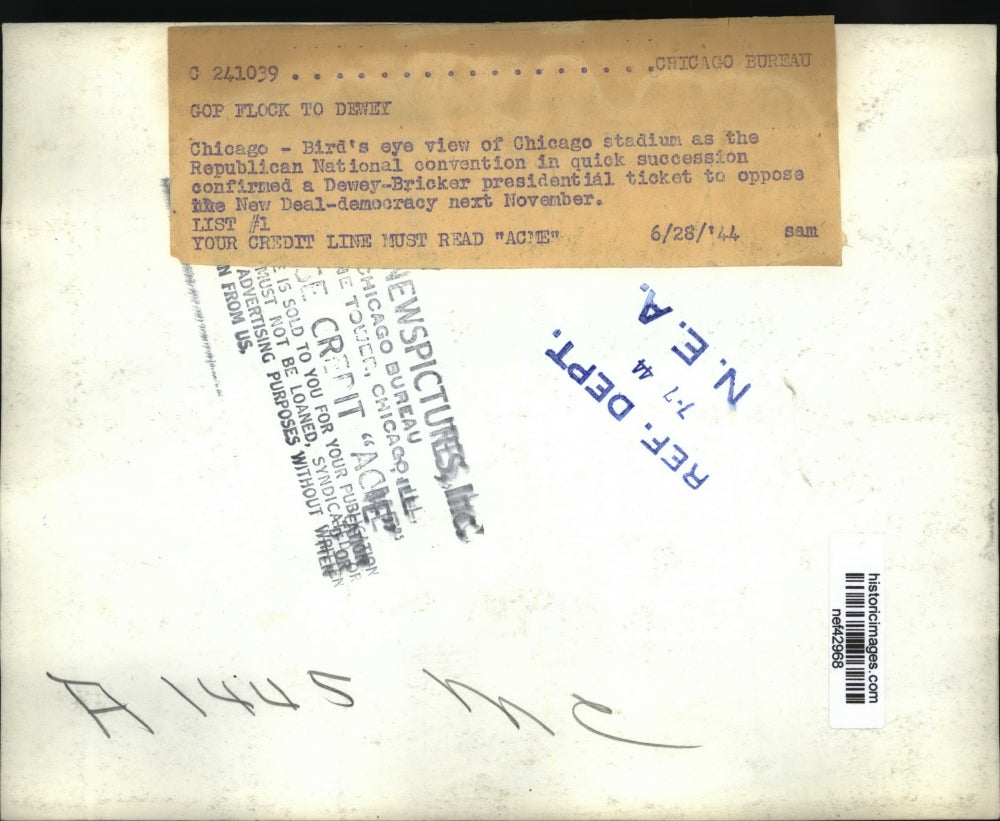 C 241039 . . . . . . . . . . . . . . . . . .CHICAGO BUREAU
GOP FLOCK TO DEWEY
Chicago - Bird's eye view of Chicago stadium as the
Republican National convention in quick succession
confirmed a Dewey-Bricker presidential ticket to oppose
the New Deal-democracy next November.
LIST #1
YOUR CREDIT LINE MUST READ "ACME" 6/28/'44 sam
NEWSPICTURES, Inc.
CHICAGO BUREAU
TOWER, CHICAGO, ILL.
CREDIT "ACME"
IS SOLD TO YOU FOR YOUR PUBLICATION
MUST NOT BE LOANED, SYNDICATED OR
ADVERTISING PURPOSES WITHOUT WRITTEN
N FROM US.
REF. DEPT.
7-7 44
N. E. A.
historicimages.com
nef42968
A 1445